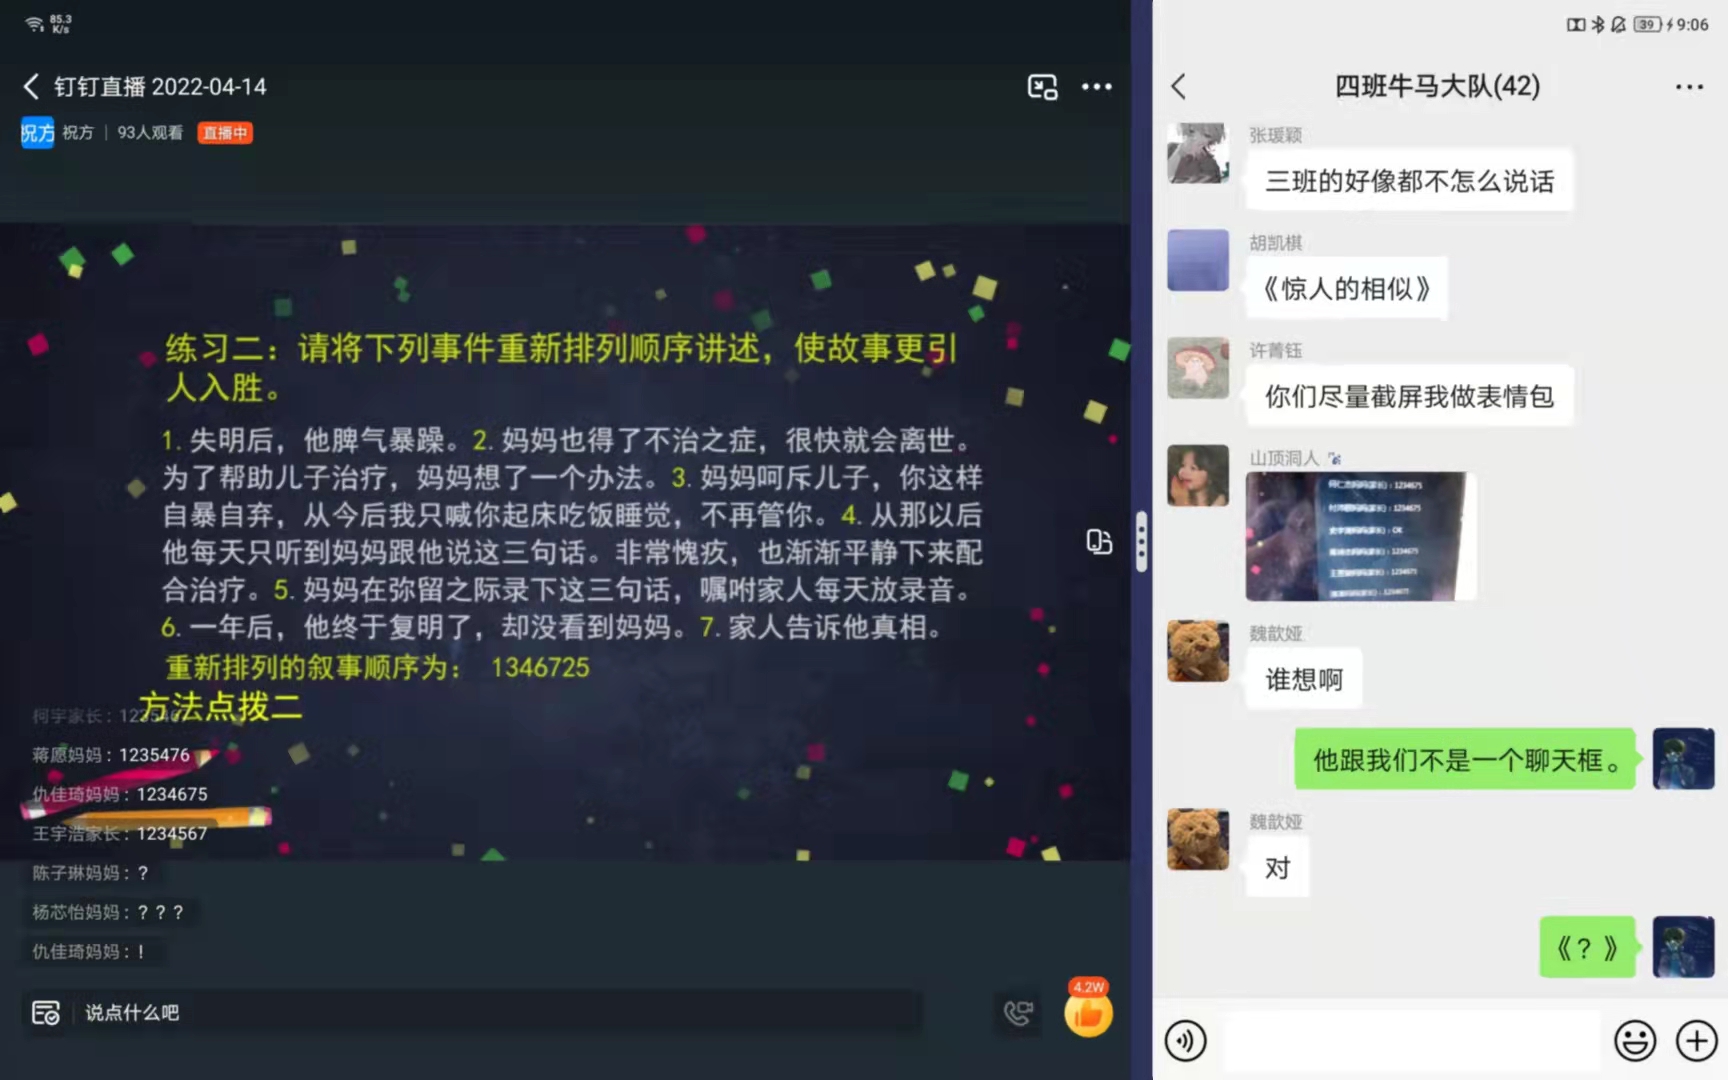 85.3
K/s
钉钉直播 2022-04-14
祝方 祝方 | 93人观看 直播中
练习二：请将下列事件重新排列顺序讲述，使故事更引
人入胜。
1. 失明后，他脾气暴躁。2. 妈妈也得了不治之症，很快就会离世。
为了帮助儿子治疗，妈妈想了一个办法。3. 妈妈呵斥儿子，你这样
自暴自弃，从今后我只喊你起床吃饭睡觉，不再管你。4. 从那以后
他每天只听到妈妈跟他说这三句话。非常愧疚，也渐渐平静下来配
合治疗。5. 妈妈在弥留之际录下这三句话，嘱咐家人每天放录音。
6. 一年后，他终于复明了，却没看到妈妈。7. 家人告诉他真相。
重新排列的叙事顺序为： 1346725
方法点拨二
柯宇家长：
蒋愿妈妈：1235476
仇佳琦妈妈：1234675
王宇浩家长：1234567
陈子琳妈妈：？
杨芯怡妈妈：？？？
仇佳琦妈妈：！
说点什么吧
4.2W
39 9:06
四班牛马大队(42)
张瑗颖
三班的好像都不怎么说话
胡凯棋
《惊人的相似》
许菁钰
你们尽量截屏我做表情包
山顶洞人
1234675
1234675
OK
1234675
1234675
魏歆娅
谁想啊
他跟我们不是一个聊天框。
魏歆娅
对
《？》